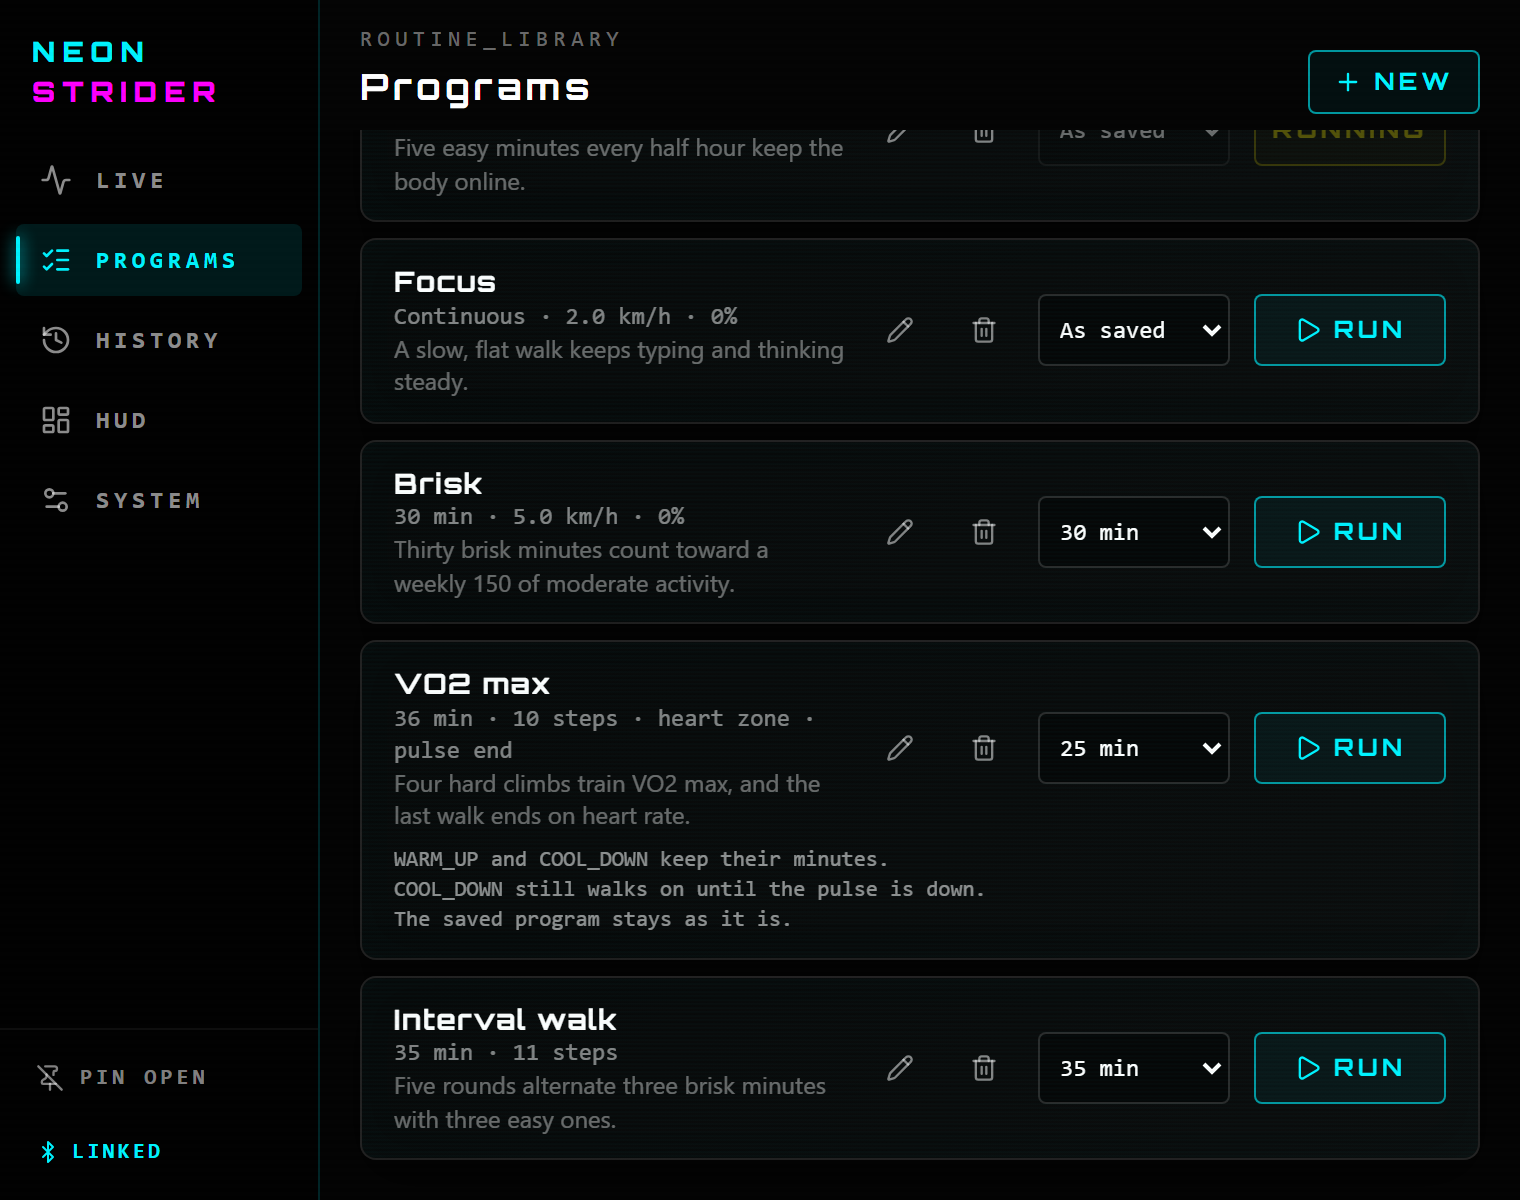 NEON
STRIDER
LIVE
PROGRAMS
HISTORY
HUD
SYSTEM
PIN OPEN
LINKED
ROUTINE_LIBRARY
Programs
+ NEW
Five easy minutes every half hour keep the
body online.
As saved
RUNNING
Focus
Continuous · 2.0 km/h · 0%
A slow, flat walk keeps typing and thinking
steady.
As saved
RUN
Brisk
30 min · 5.0 km/h · 0%
Thirty brisk minutes count toward a
weekly 150 of moderate activity.
30 min
RUN
VO2 max
36 min · 10 steps · heart zone ·
pulse end
Four hard climbs train VO2 max, and the
last walk ends on heart rate.
25 min
RUN
WARM_UP and COOL_DOWN keep their minutes.
COOL_DOWN still walks on until the pulse is down.
The saved program stays as it is.
Interval walk
35 min · 11 steps
Five rounds alternate three brisk minutes
with three easy ones.
35 min
RUN